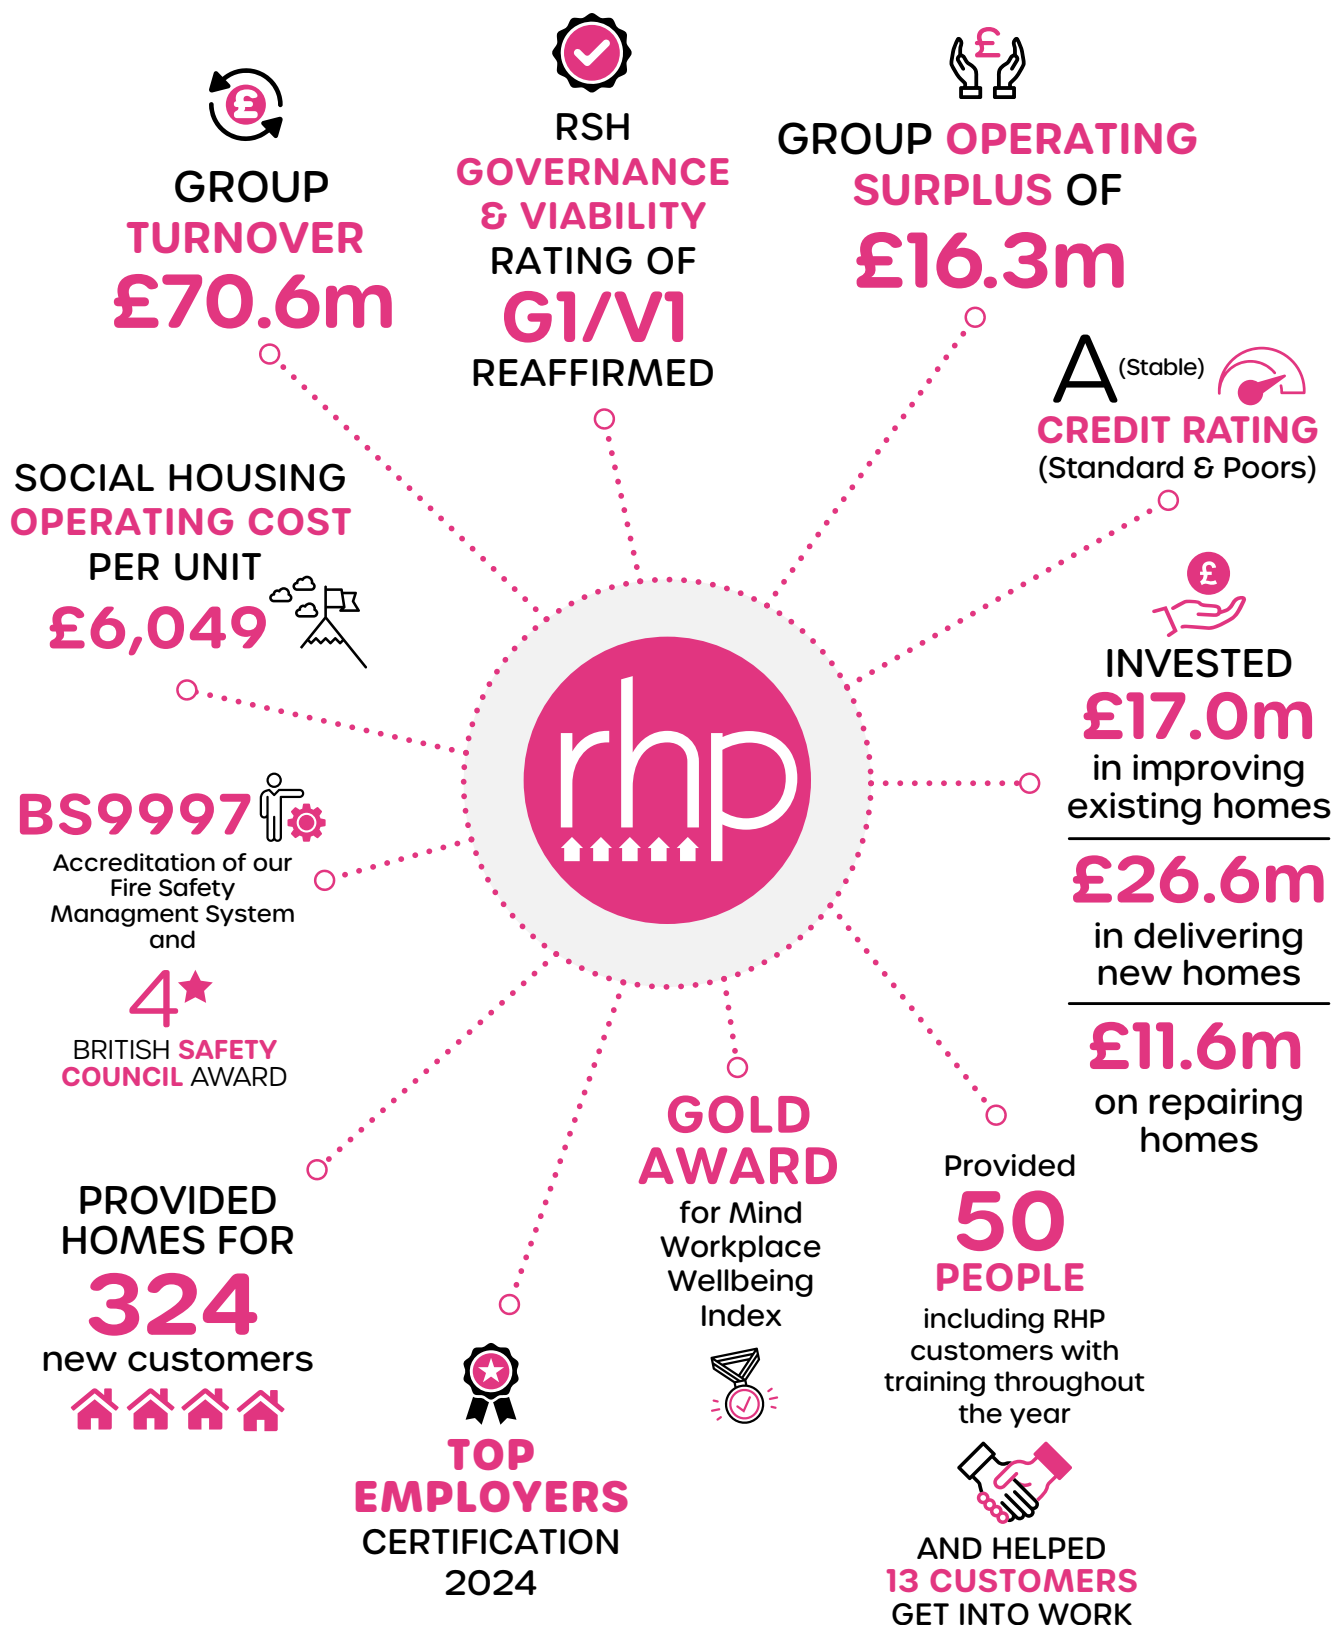 GROUP
TURNOVER
£70.6m
RSH
GOVERNANCE
& VIABILITY
RATING OF
G1/V1
REAFFIRMED
£
GROUP OPERATING
SURPLUS OF
£16.3m
A (Stable)
CREDIT RATING
(Standard & Poors)
SOCIAL HOUSING
OPERATING COST
PER UNIT
£6,049
£
£
INVESTED
£17.0m
in improving
existing homes
£26.6m
in delivering
new homes
£11.6m
on repairing
homes
rhp
BS9997
Accreditation of our
Fire Safety
Managment System
and
4
BRITISH SAFETY
COUNCIL AWARD
PROVIDED
HOMES FOR
324
new customers
TOP
EMPLOYERS
CERTIFICATION
2024
GOLD
AWARD
for Mind
Workplace
Wellbeing
Index
Provided
50
PEOPLE
including RHP
customers with
training throughout
the year
AND HELPED
13 CUSTOMERS
GET INTO WORK